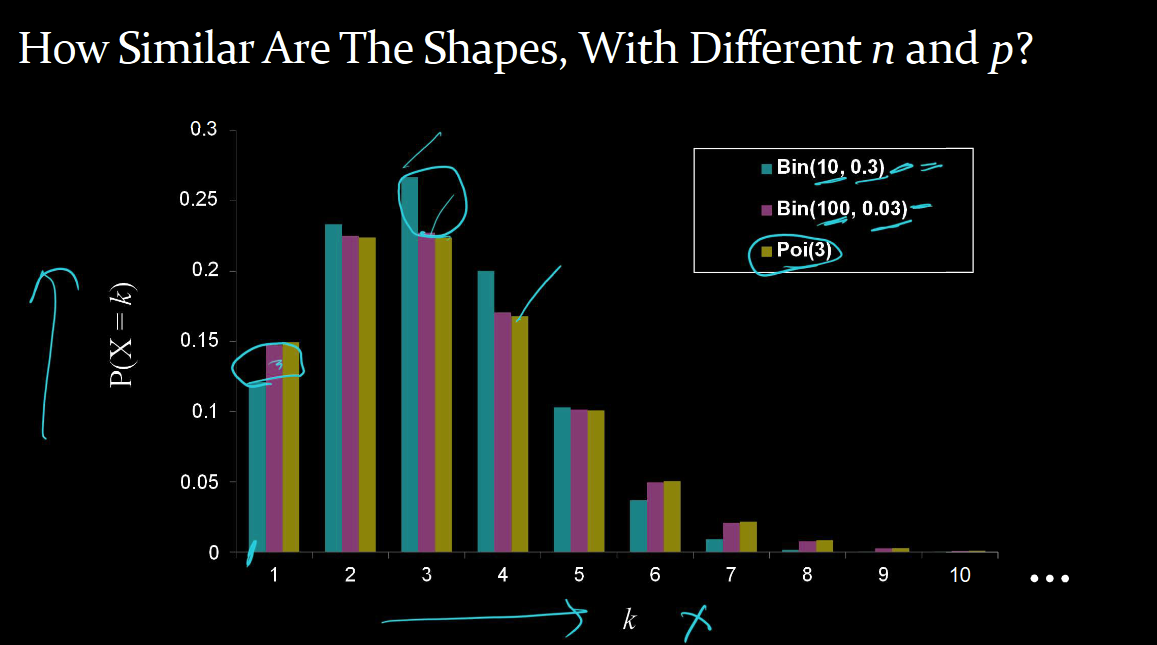 How Similar Are The Shapes, With Different n and p?
0.3
0.25
0.2
0.15
0.1
0.05
0
P(X = k)
Bin(10, 0.3)
Bin(100, 0.03)
Poi(3)
1 2 3 4 5 6 7 8 9 10 •••
k x